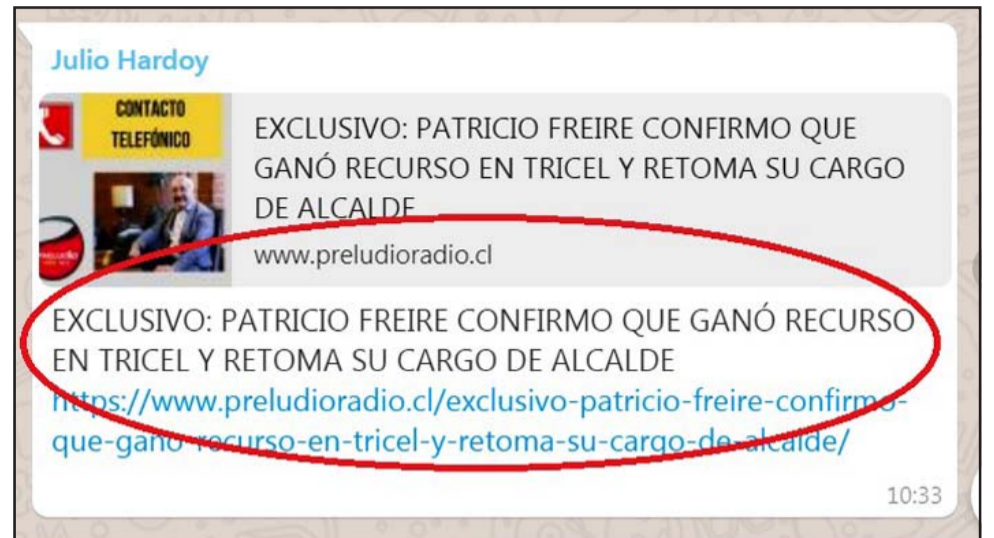 Julio Hardoy
CONTACTO
TELEFÓNICO
EXCLUSIVO: PATRICIO FREIRE CONFIRMO QUE
GANÓ RECURSO EN TRICEL Y RETOMA SU CARGO
DE ALCALDE
www.preludioradio.cl
EXCLUSIVO: PATRICIO FREIRE CONFIRMO QUE GANÓ RECURSO
EN TRICEL Y RETOMA SU CARGO DE ALCALDE
https://www.preludioradio.cl/exclusivo-patricio-freire-confirmo-
que-gano-recurso-en-tricel-y-retoma-su-cargo-de-alcalde/
10:33